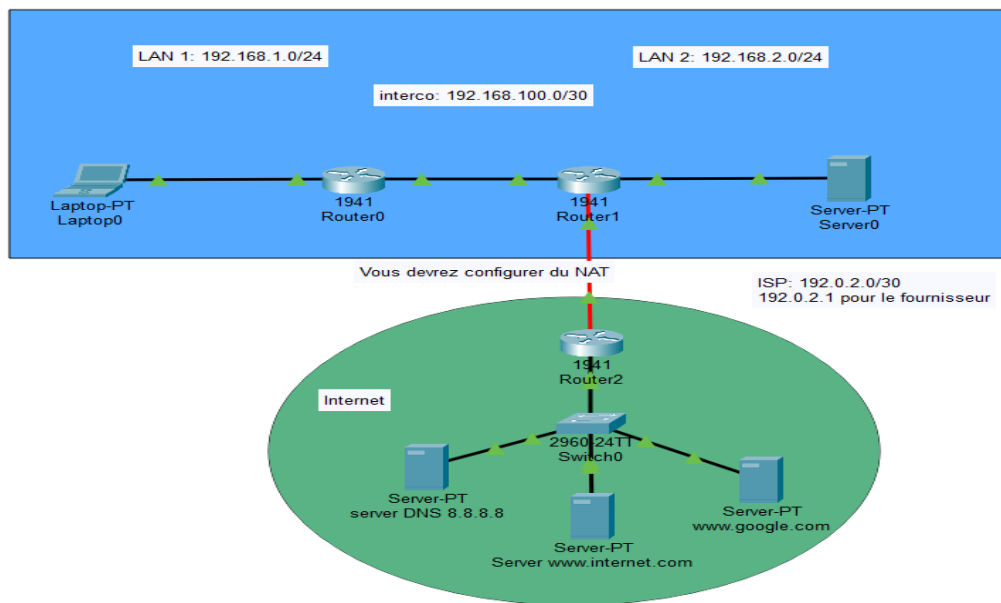 LAN 1: 192.168.1.0/24
LAN 2: 192.168.2.0/24
interco: 192.168.100.0/30
Laptop-PT
Laptop0
1941
Router0
1941
Router1
Server-PT
Server0
Vous devrez configurer du NAT
ISP: 192.0.2.0/30
192.0.2.1 pour le fournisseur
1941
Router2
Internet
2960-24TT
Switch0
Server-PT
server DNS 8.8.8.8
Server-PT
Server www.internet.com
Server-PT
www.google.com